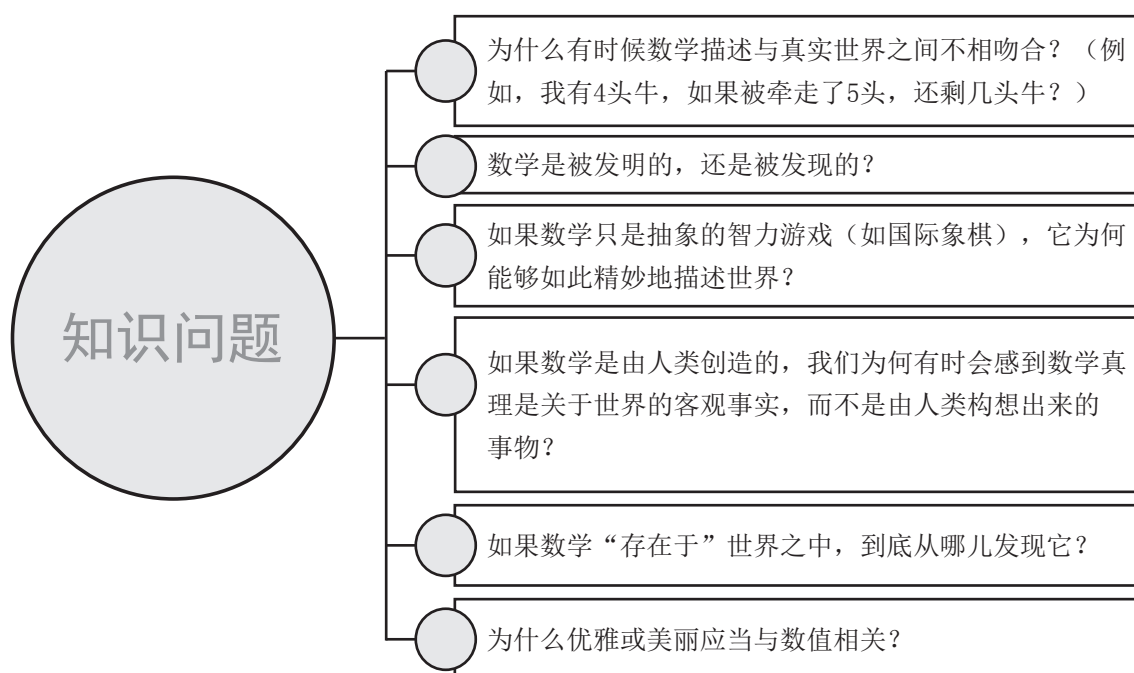 知识问题
为什么有时候数学描述与真实世界之间不相吻合？（例
如，我有4头牛，如果被牵走了5头，还剩几头牛？）
数学是被发明的，还是被发现的？
如果数学只是抽象的智力游戏（如国际象棋），它为何
能够如此精妙地描述世界？
如果数学是由人类创造的，我们为何有时会感到数学真
理是关于世界的客观事实，而不是由人类构想出来的
事物？
如果数学“存在于”世界之中，到底从哪儿发现它？
为什么优雅或美丽应当与数值相关？